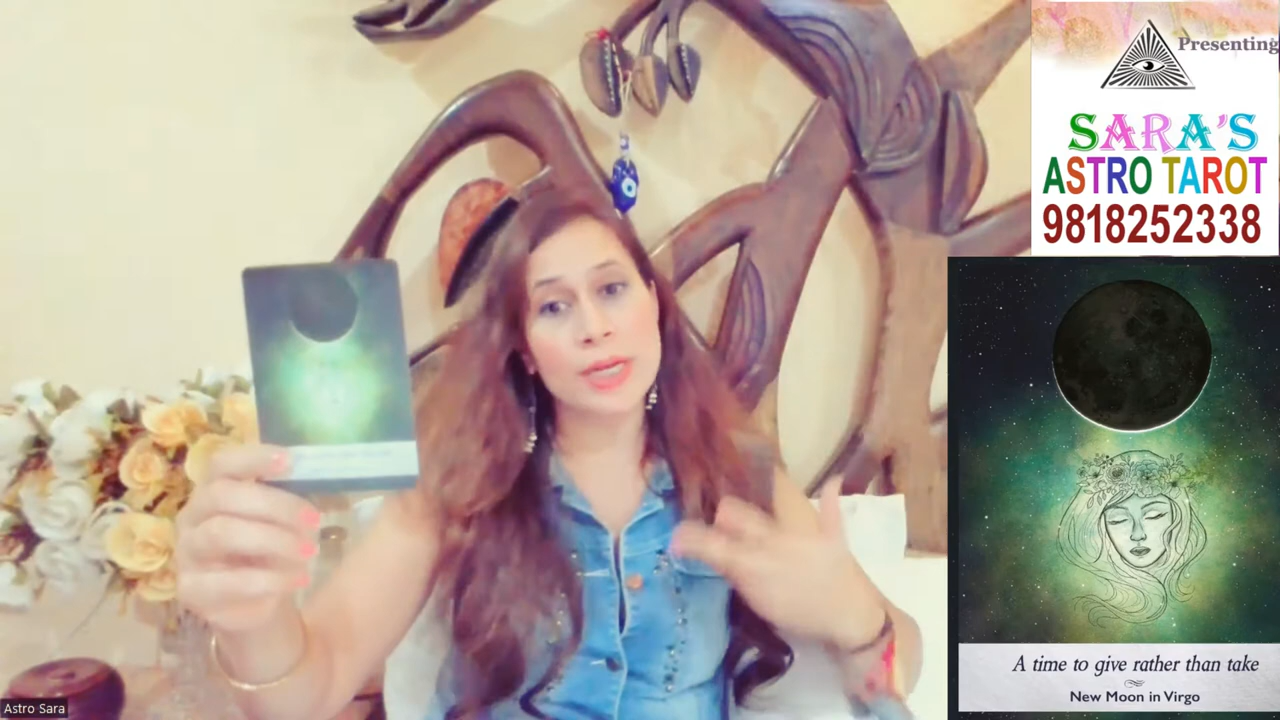 Presenting
SARA'S
ASTRO TAROT
9818252338
A time to give rather than take
New Moon in Virgo
Astro Sara